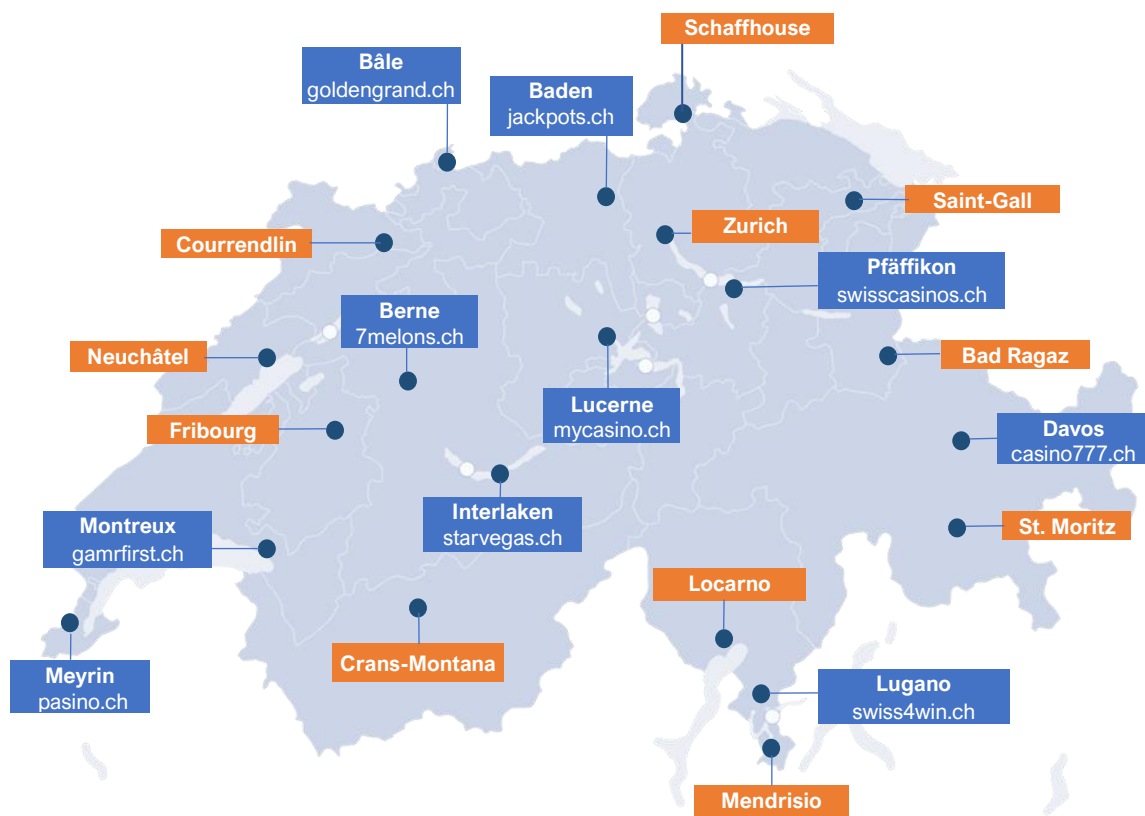 Schaffhouse
Bâle
goldengrand.ch
Baden
jackpots.ch
Saint-Gall
Zurich
Courrendlin
Pfäffikon
swisscasinos.ch
Berne
7melons.ch
Neuchâtel
Bad Ragaz
Lucerne
mycasino.ch
Fribourg
Davos
casino777.ch
Interlaken
starvegas.ch
Montreux
gamrfirst.ch
St. Moritz
Locarno
Crans-Montana
Meyrin
pasino.ch
Lugano
swiss4win.ch
Mendrisio